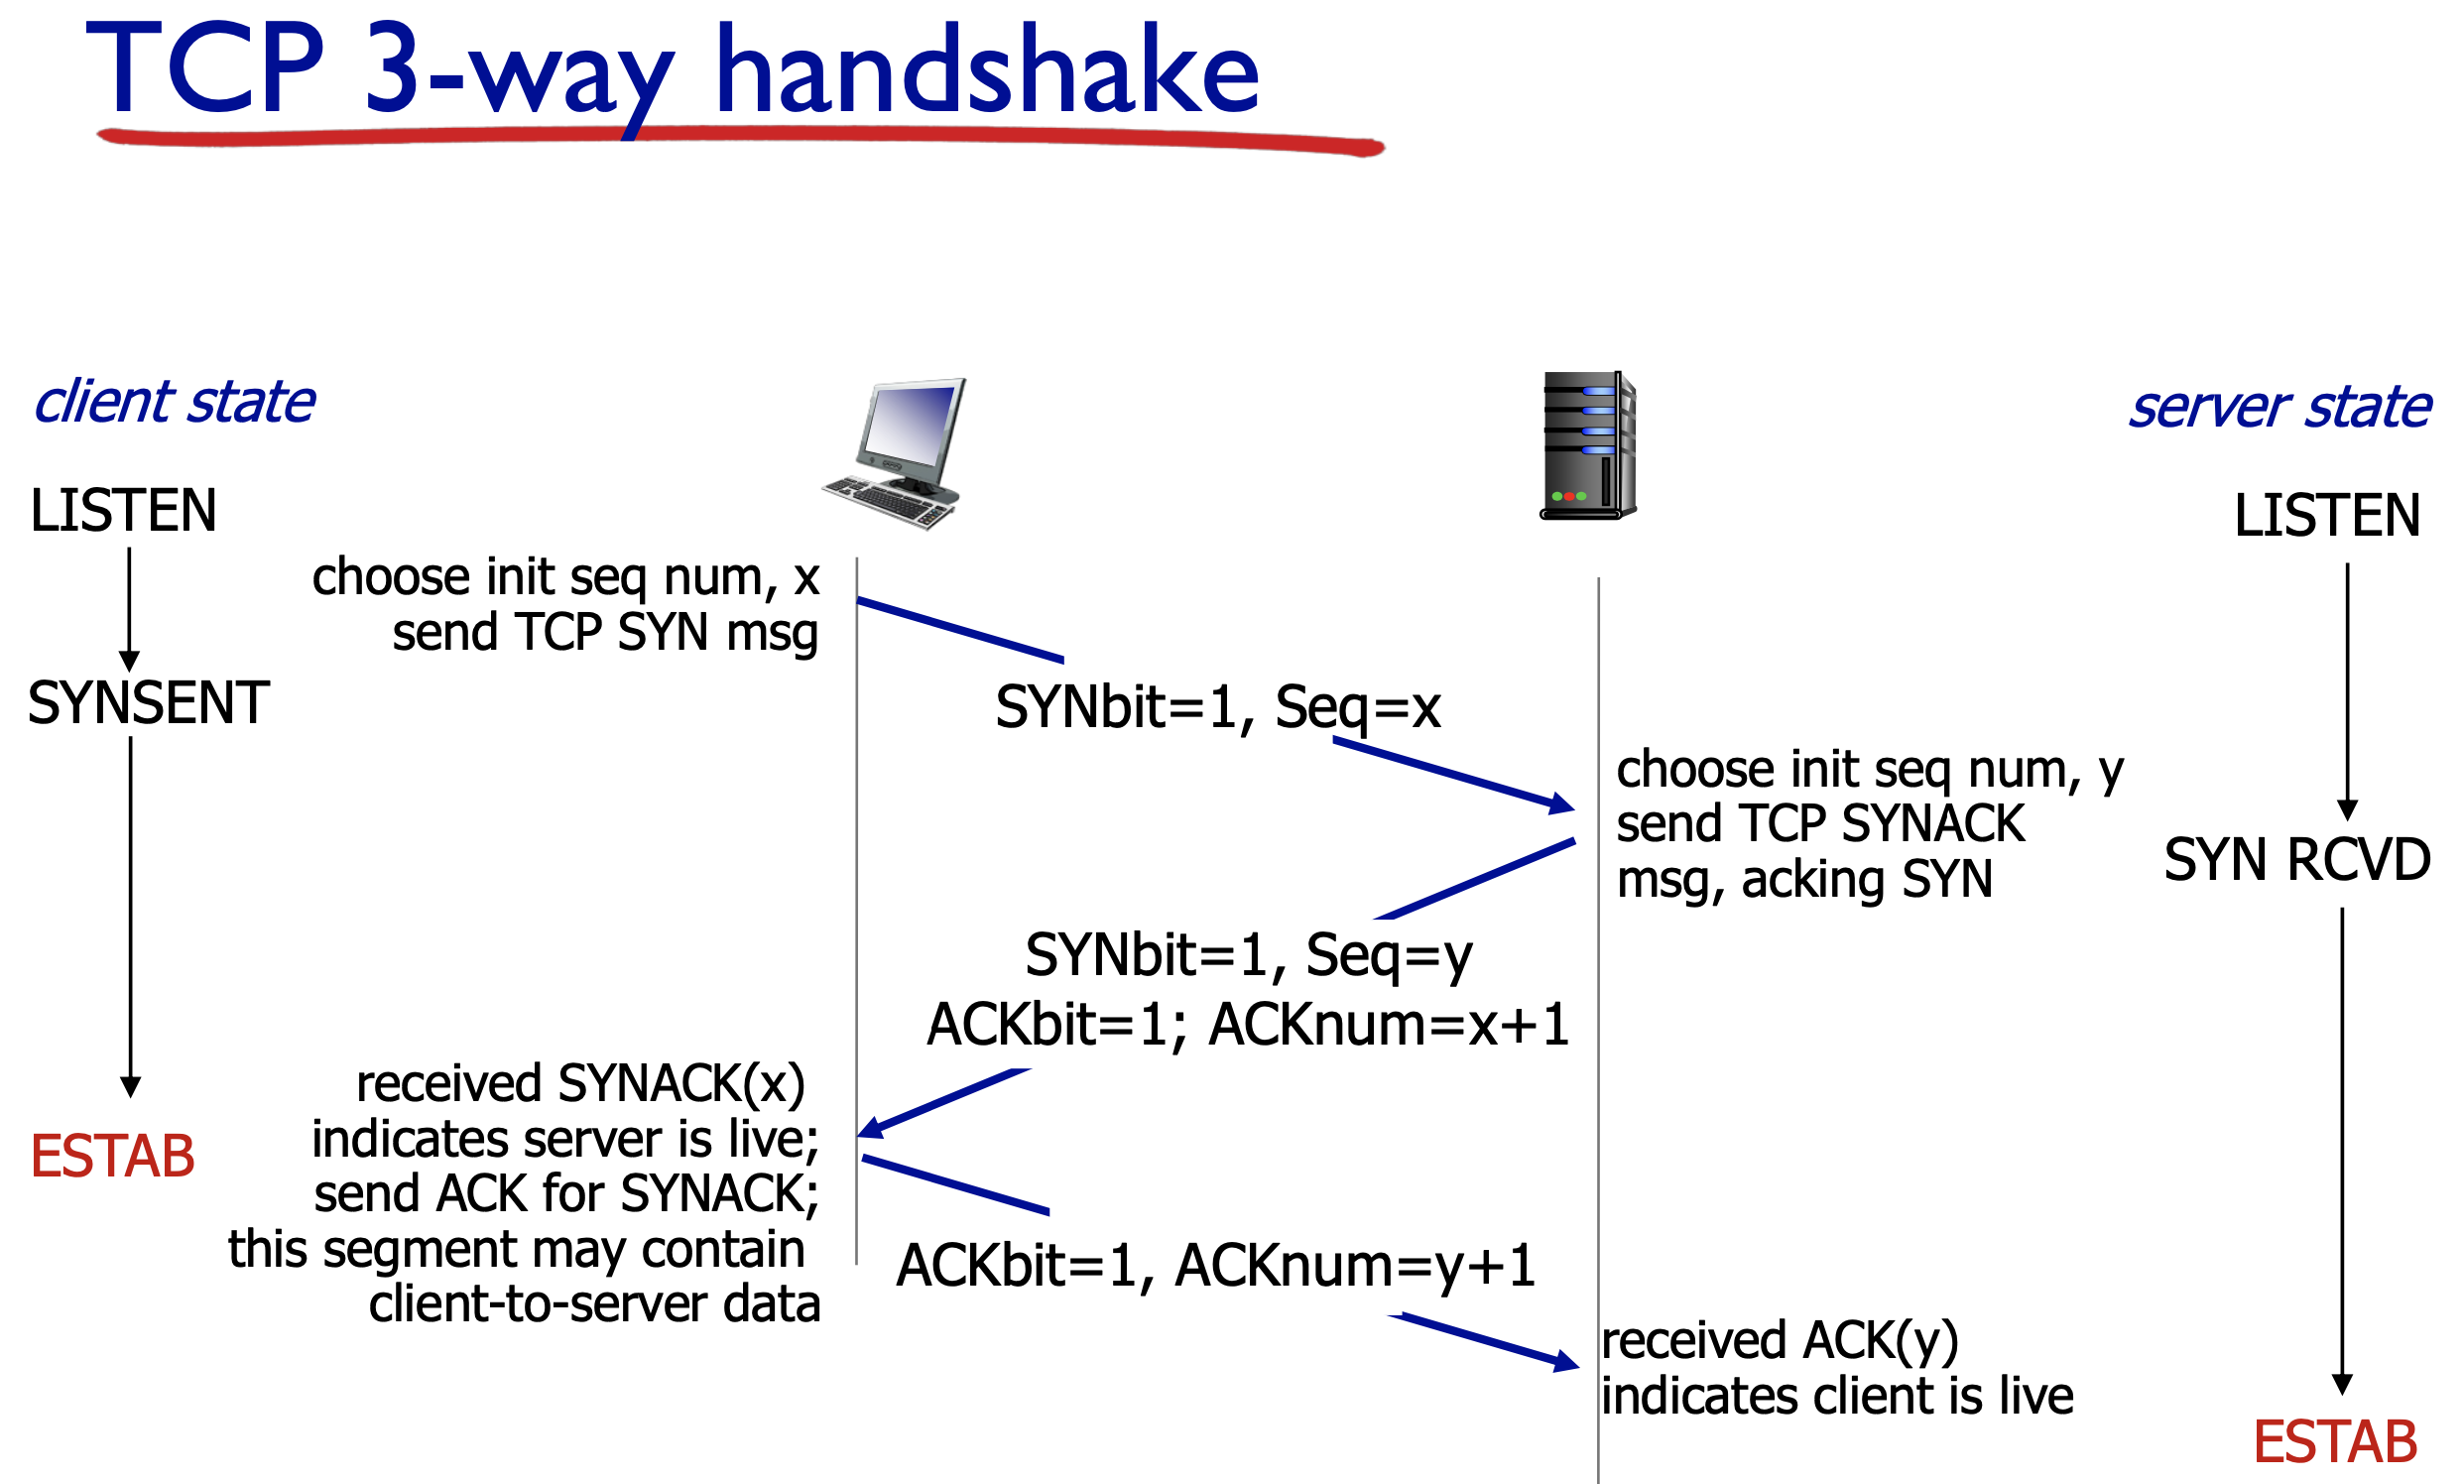 TCP 3-way handshake
client state
server state
LISTEN
LISTEN
choose init seq num, x
send TCP SYN msg
SYNSENT
SYNbit=1, Seq=x
choose init seq num, y
send TCP SYNACK
msg, acking SYN
SYN RCVD
SYNbit=1, Seq=y
ACKbit=1; ACKnum=x+1
received SYNACK(x)
indicates server is live;
send ACK for SYNACK;
this segment may contain
client-to-server data
ESTAB
ACKbit=1, ACKnum=y+1
received ACK(y)
indicates client is live
ESTAB